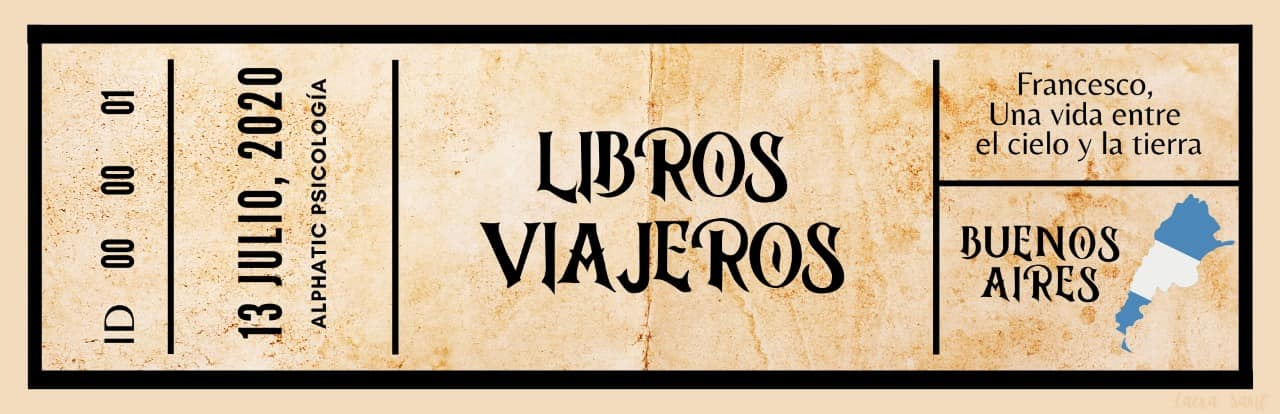 ID 00 00 01
13 JULIO, 2020
ALPHATIC PSICOLOGÍA
LIBROS
VIAJEROS
Francesco,
Una vida entre
el cielo y la tierra
BUENOS
AIRES